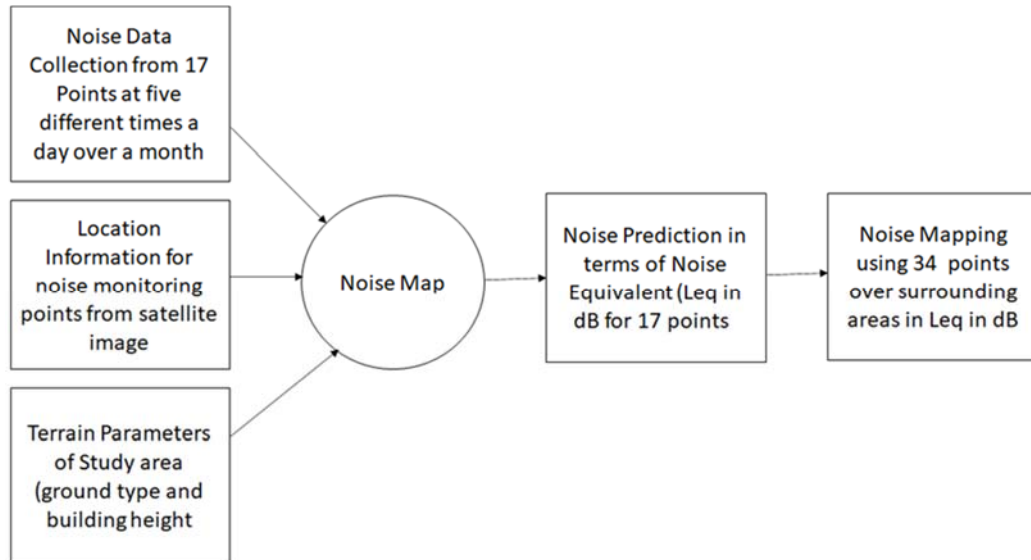 Noise Data
Collection from 17
Points at five
different times a
day over a month
Location
Information for
noise monitoring
points from satellite
image
Terrain Parameters
of Study area
(ground type and
building height
Noise Map
Noise Prediction in
terms of Noise
Equivalent (Leq in
dB for 17 points
Noise Mapping
using 34 points
over surrounding
areas in Leq in dB